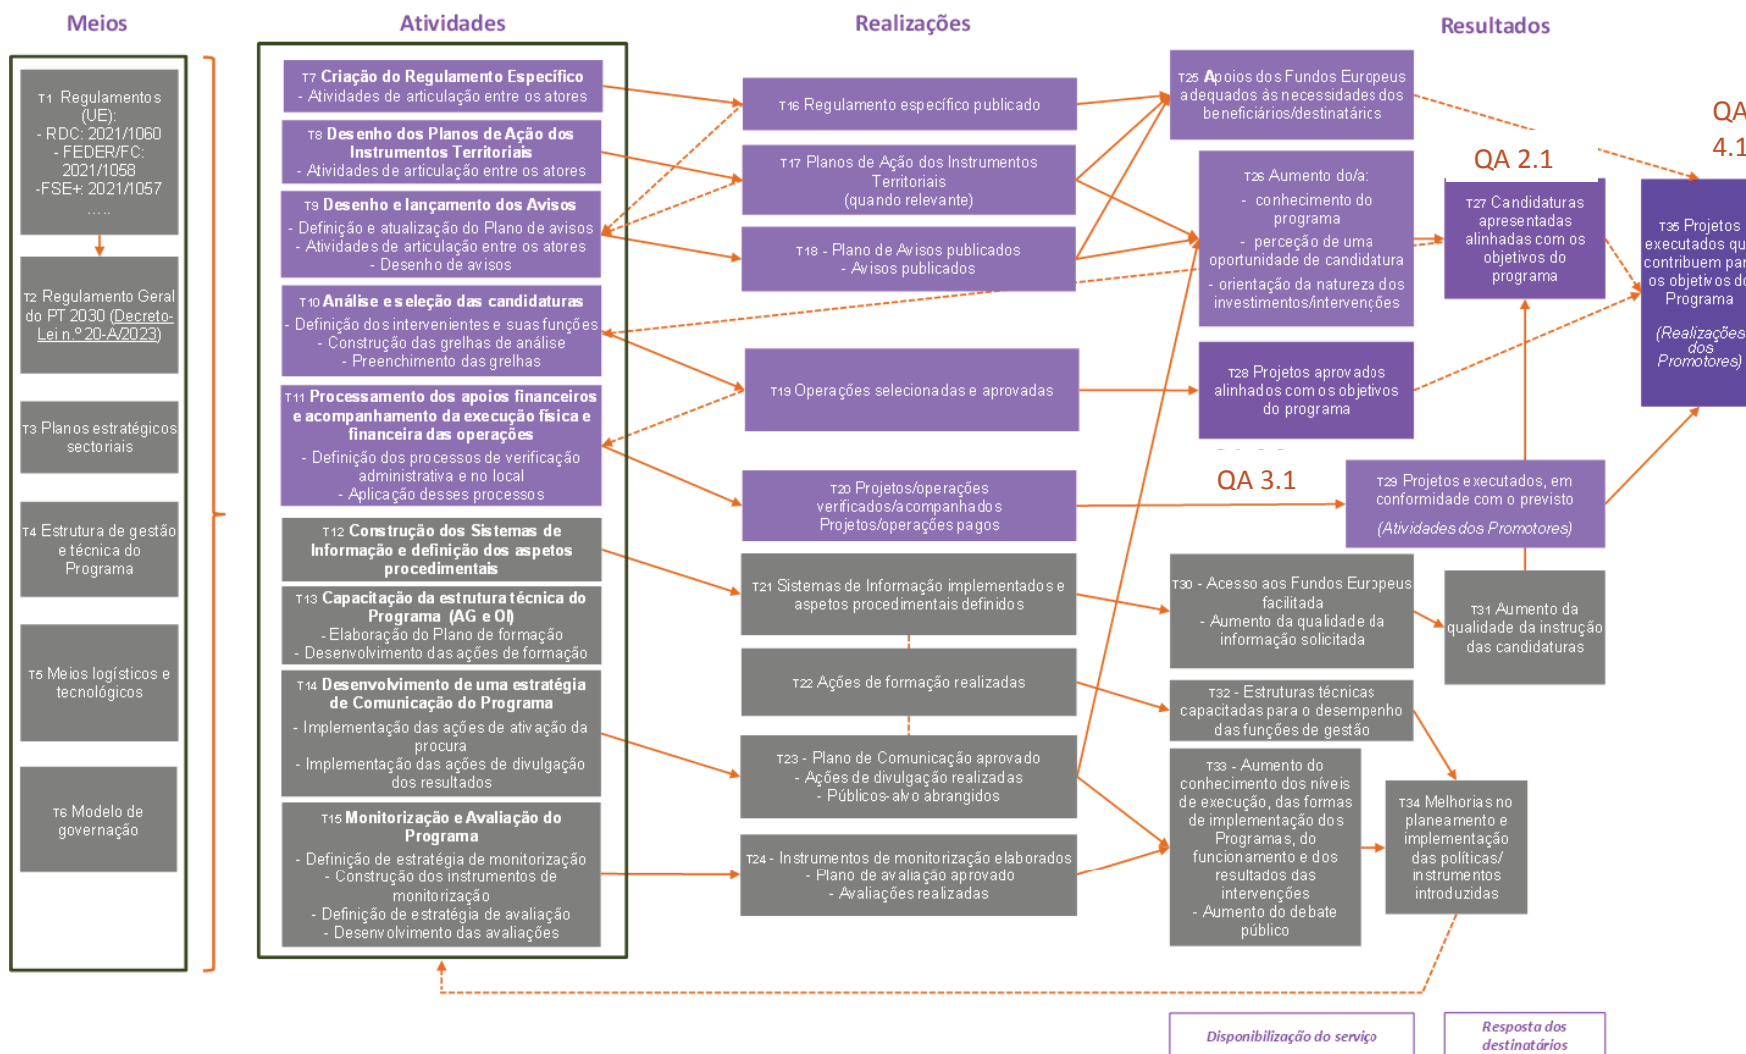 Meios
Atividades
Realizações
Resultados
T1 Regulamentos
(UE):
- RDC: 2021/1060
- FEDER/FC:
2021/1058
-FSE+: 2021/1057
.....
T2 Regulamento Geral
do PT 2030 (Decreto-
Lei n.º 20-A/2023)
T3 Planos estratégicos
sectoriais
T4 Estrutura de gestão
e técnica do
Programa
T5 Meios logísticos e
tecnológicos
T6 Modelo de
governação
T7 Criação do Regulamento Específico
- Atividades de articulação entre os atores
T8 Desenho dos Planos de Ação dos
Instrumentos Territoriais
- Atividades de articulação entre os atores
T9 Desenho e lançamento dos Avisos
- Definição e atualização do Plano de avisos
- Atividades de articulação entre os atores
- Desenho de avisos
T10 Análise e seleção das candidaturas
- Definição dos intervenientes e suas funções
- Construção das grelhas de análise
- Preenchimento das grelhas
T11 Processamento dos apoios financeiros
e acompanhamento da execução física e
financeira das operações
- Definição dos processos de verificação
administrativa e no local
- Aplicação desses processos
T12 Construção dos Sistemas de
Informação e definição dos aspetos
procedimentais
T13 Capacitação da estrutura técnica do
Programa (AG e OI)
- Elaboração do Plano de formação
- Desenvolvimento das ações de formação
T14 Desenvolvimento de uma estratégia
de Comunicação do Programa
- Implementação das ações de ativação da
procura
- Implementação das ações de divulgação
dos resultados
T15 Monitorização e Avaliação do
Programa
- Definição de estratégia de monitorização
- Construção dos instrumentos de
monitorização
- Definição de estratégia de avaliação
- Desenvolvimento das avaliações
T16 Regulamento específico publicado
T17 Planos de Ação dos Instrumentos
Territoriais
(quando relevante)
T18 - Plano de Avisos publicados
- Avisos publicados
T19 Operações selecionadas e aprovadas
T20 Projetos/operações
verificados/acompanhados
Projetos/operações pagos
T21 Sistemas de Informação implementados e
aspetos procedimentais definidos
T22 Ações de formação realizadas
T23 - Plano de Comunicação aprovado
- Ações de divulgação realizadas
- Públicos-alvo abrangidos
T24 - Instrumentos de monitorização elaborados
- Plano de avaliação aprovado
- Avaliações realizadas
T25 Apoios dos Fundos Europeus
adequados às necessidades dos
beneficiários/destinatárics
T26 Aumento do/a:
- conhecimento do
programa
- perceção de uma
oportunidade de candidatura
- orientação da natureza dos
investimentos/intervenções
QA 2.1
T27 Candidaturas
apresentadas
alinhadas com os
objetivos do
programa
T28 Projetos aprovados
alinhados com os objetivos
do programa
QA 3.1
T29 Projetos executados, em
conformidade com o previsto
(Atividades dos Promotores)
T30 - Acesso aos Fundos Europeus
facilitada
- Aumento da qualidade da
informação solicitada
T31 Aumento da
qualidade da instrução
das candidaturas
T32 - Estruturas técnicas
capacitadas para o desempenho
das funções de gestão
T33 - Aumento do
conhecimento dos níveis
de execução, das formas
de implementação dos
Programas, do
funcionamento e dos
resultados das
intervenções
- Aumento do debate
público
T34 Melhorias no
planeamento e
implementação
das políticas/
instrumentos
introduzidas
QA
4.1
T35 Projetos
executados qu
contribuem par
os objetivos do
Programa
(Realizações
dos
Promotores)
Disponibilização do serviço
Resposta dos
destinatários